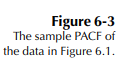 Figure 6-3
The sample PACF of
the data in Figure 6.1.